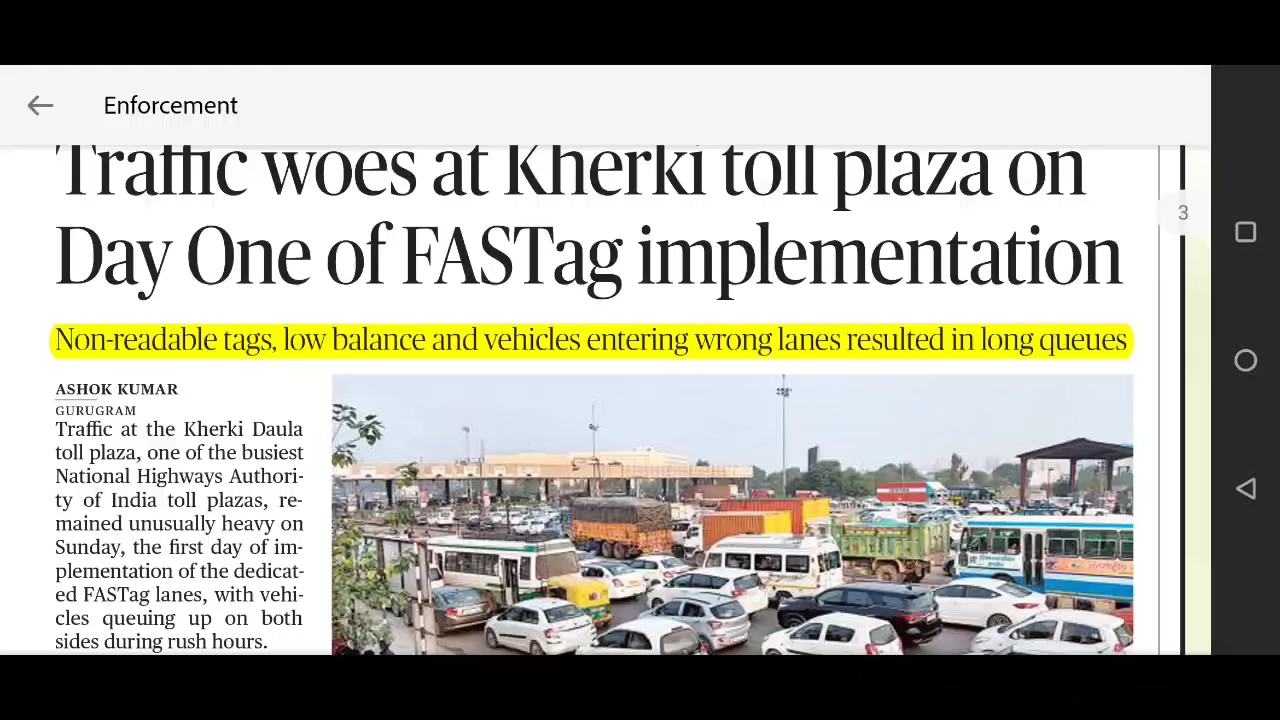 Enforcement
Traffic woes at Kherki toll plaza on
Day One of FASTag implementation
3
Non-readable tags, low balance and vehicles entering wrong lanes resulted in long queues
ASHOK KUMAR
GURUGRAM
Traffic at the Kherki Daula
toll plaza, one of the busiest
National Highways Authori-
ty of India toll plazas, re-
mained unusually heavy on
Sunday, the first day of im-
plementation of the dedicat-
ed FASTag lanes, with vehi-
cles queuing up on both
sides during rush hours.